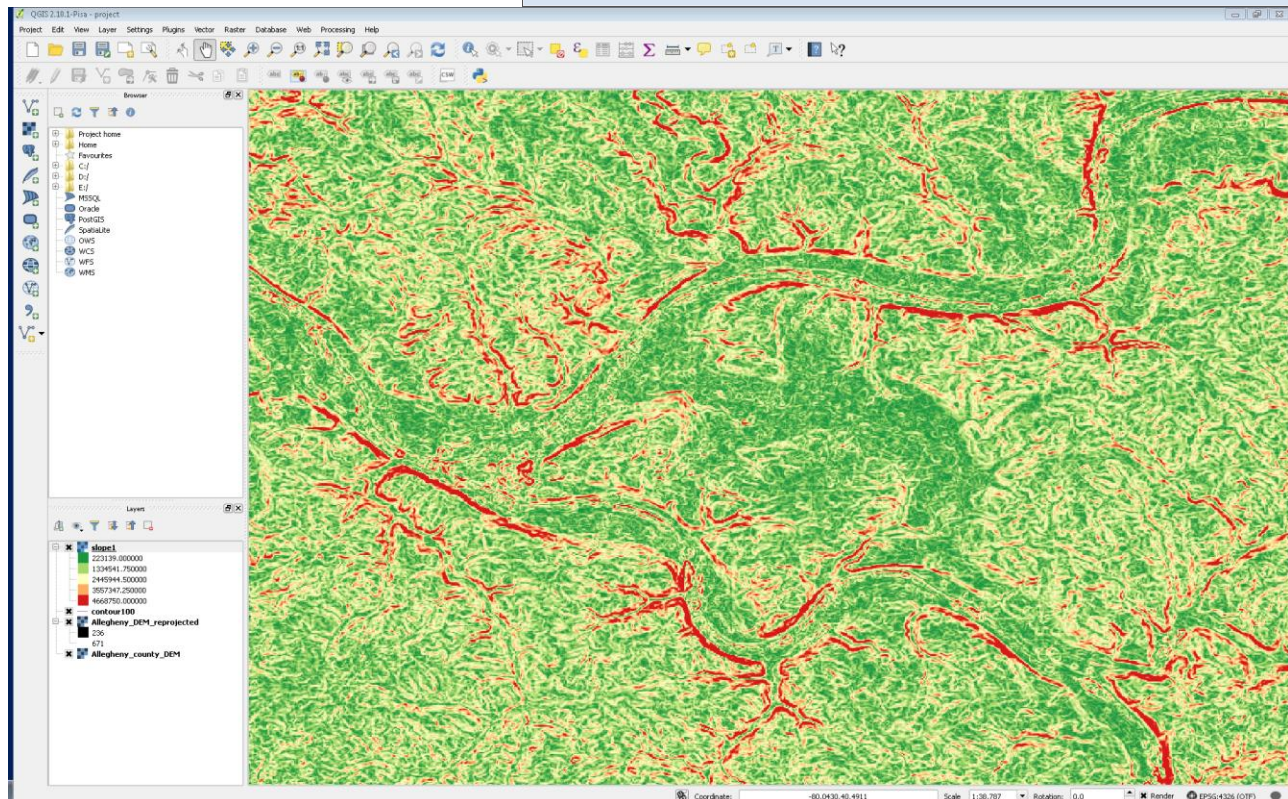 QGIS 2.18.1-Pisa - project
Project Edit View Layer Settings Plugins Vector Raster Database Web Processing Help
CSW
Browser
Project home
Home
Favourites
C:/
D:/
E:/
MSSQL
Oracle
PostGIS
SpatiaLite
OWS
WCS
WFS
WMS
Layers
slope1
223139.000000
1334541.750000
2445944.500000
3557347.250000
4668750.000000
contour100
Allegheny_DEM_reprojected
236
671
Allegheny_county_DEM
Coordinate: -80.0430,40.4911 Scale 1:38.787 Rotation: 0.0 Render EPSG:4326 (OTF)